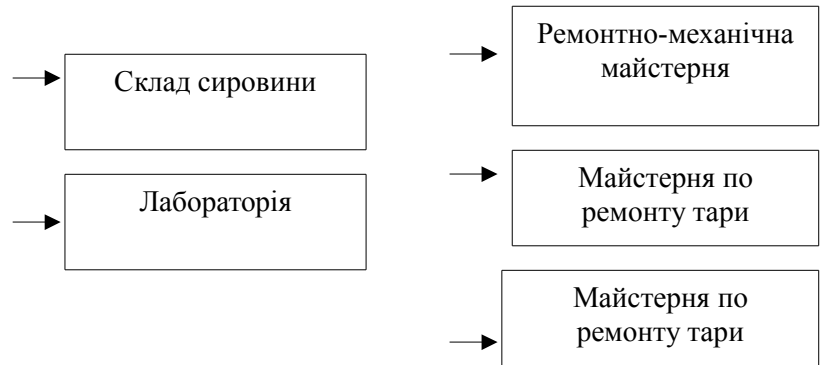 Склад сировини
Лабораторія
Ремонтно-механічна
майстерня
Майстерня по
ремонту тари
Майстерня по
ремонту тари